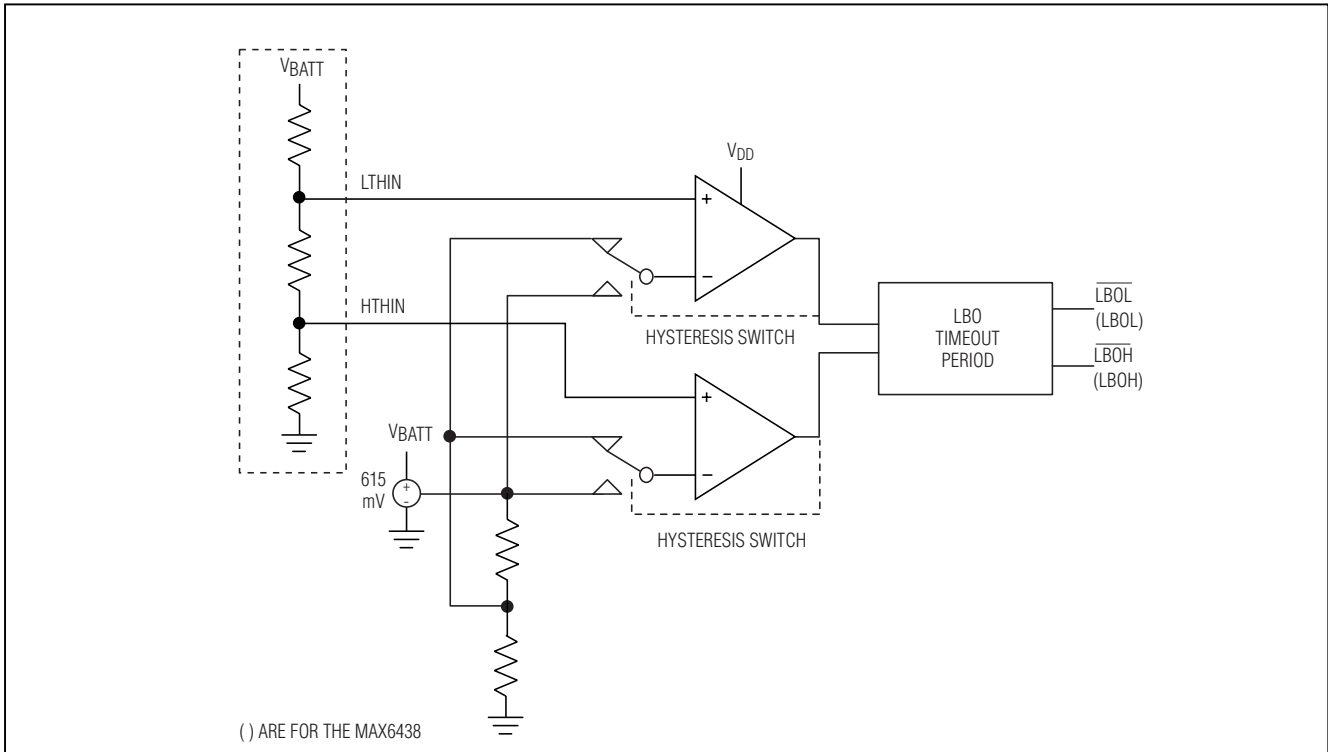 VBATT
LTHIN
VDD
+
−
HYSTERESIS SWITCH
HTHIN
LBO
TIMEOUT
PERIOD
LBOL
(LBOL)
LBOH
(LBOH)
VBATT
615
mV
+
-
+
−
HYSTERESIS SWITCH
( ) ARE FOR THE MAX6438